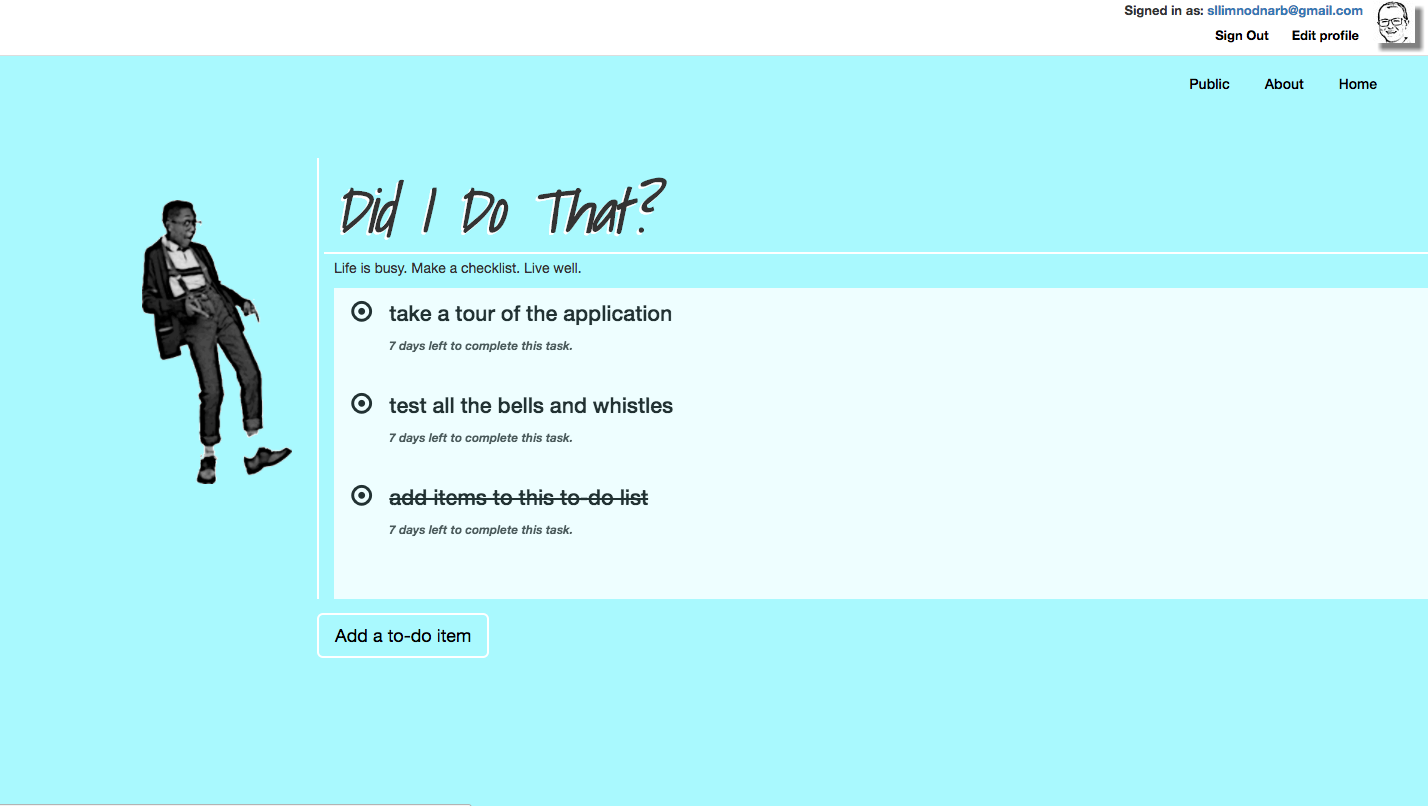 Signed in as: sllimnodnarb@gmail.com
Sign Out Edit profile
Public About Home
Did I Do That?
Life is busy. Make a checklist. Live well.
take a tour of the application
7 days left to complete this task.
test all the bells and whistles
7 days left to complete this task.
add items to this to-do list
7 days left to complete this task.
Add a to-do item